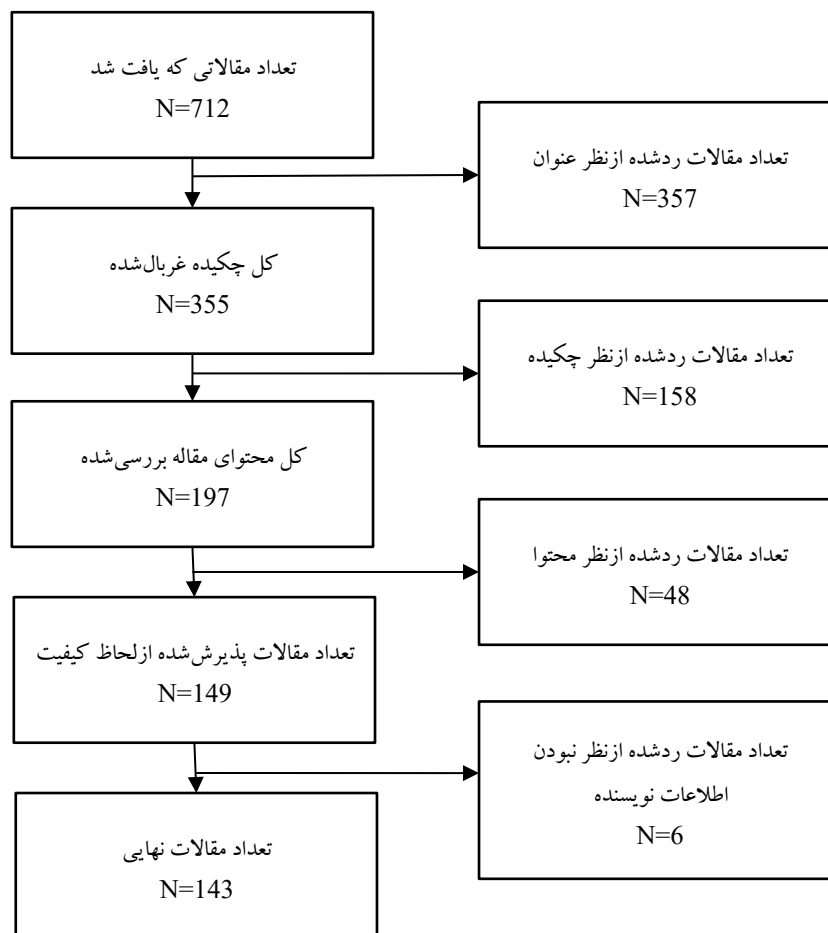 تعداد مقالاتی که یافت شد
N=712
تعداد مقالات ردشده ازنظر عنوان
N=357
کل چکیده غربال‌شده
N=355
تعداد مقالات ردشده ازنظر چکیده
N=158
کل محتوای مقاله بررسی‌شده
N=197
تعداد مقالات ردشده ازنظر محتوا
N=48
تعداد مقالات پذیرش‌شده ازلحاظ کیفیت
N=149
تعداد مقالات ردشده ازنظر نبودن
اطلاعات نویسنده
N=6
تعداد مقالات نهایی
N=143